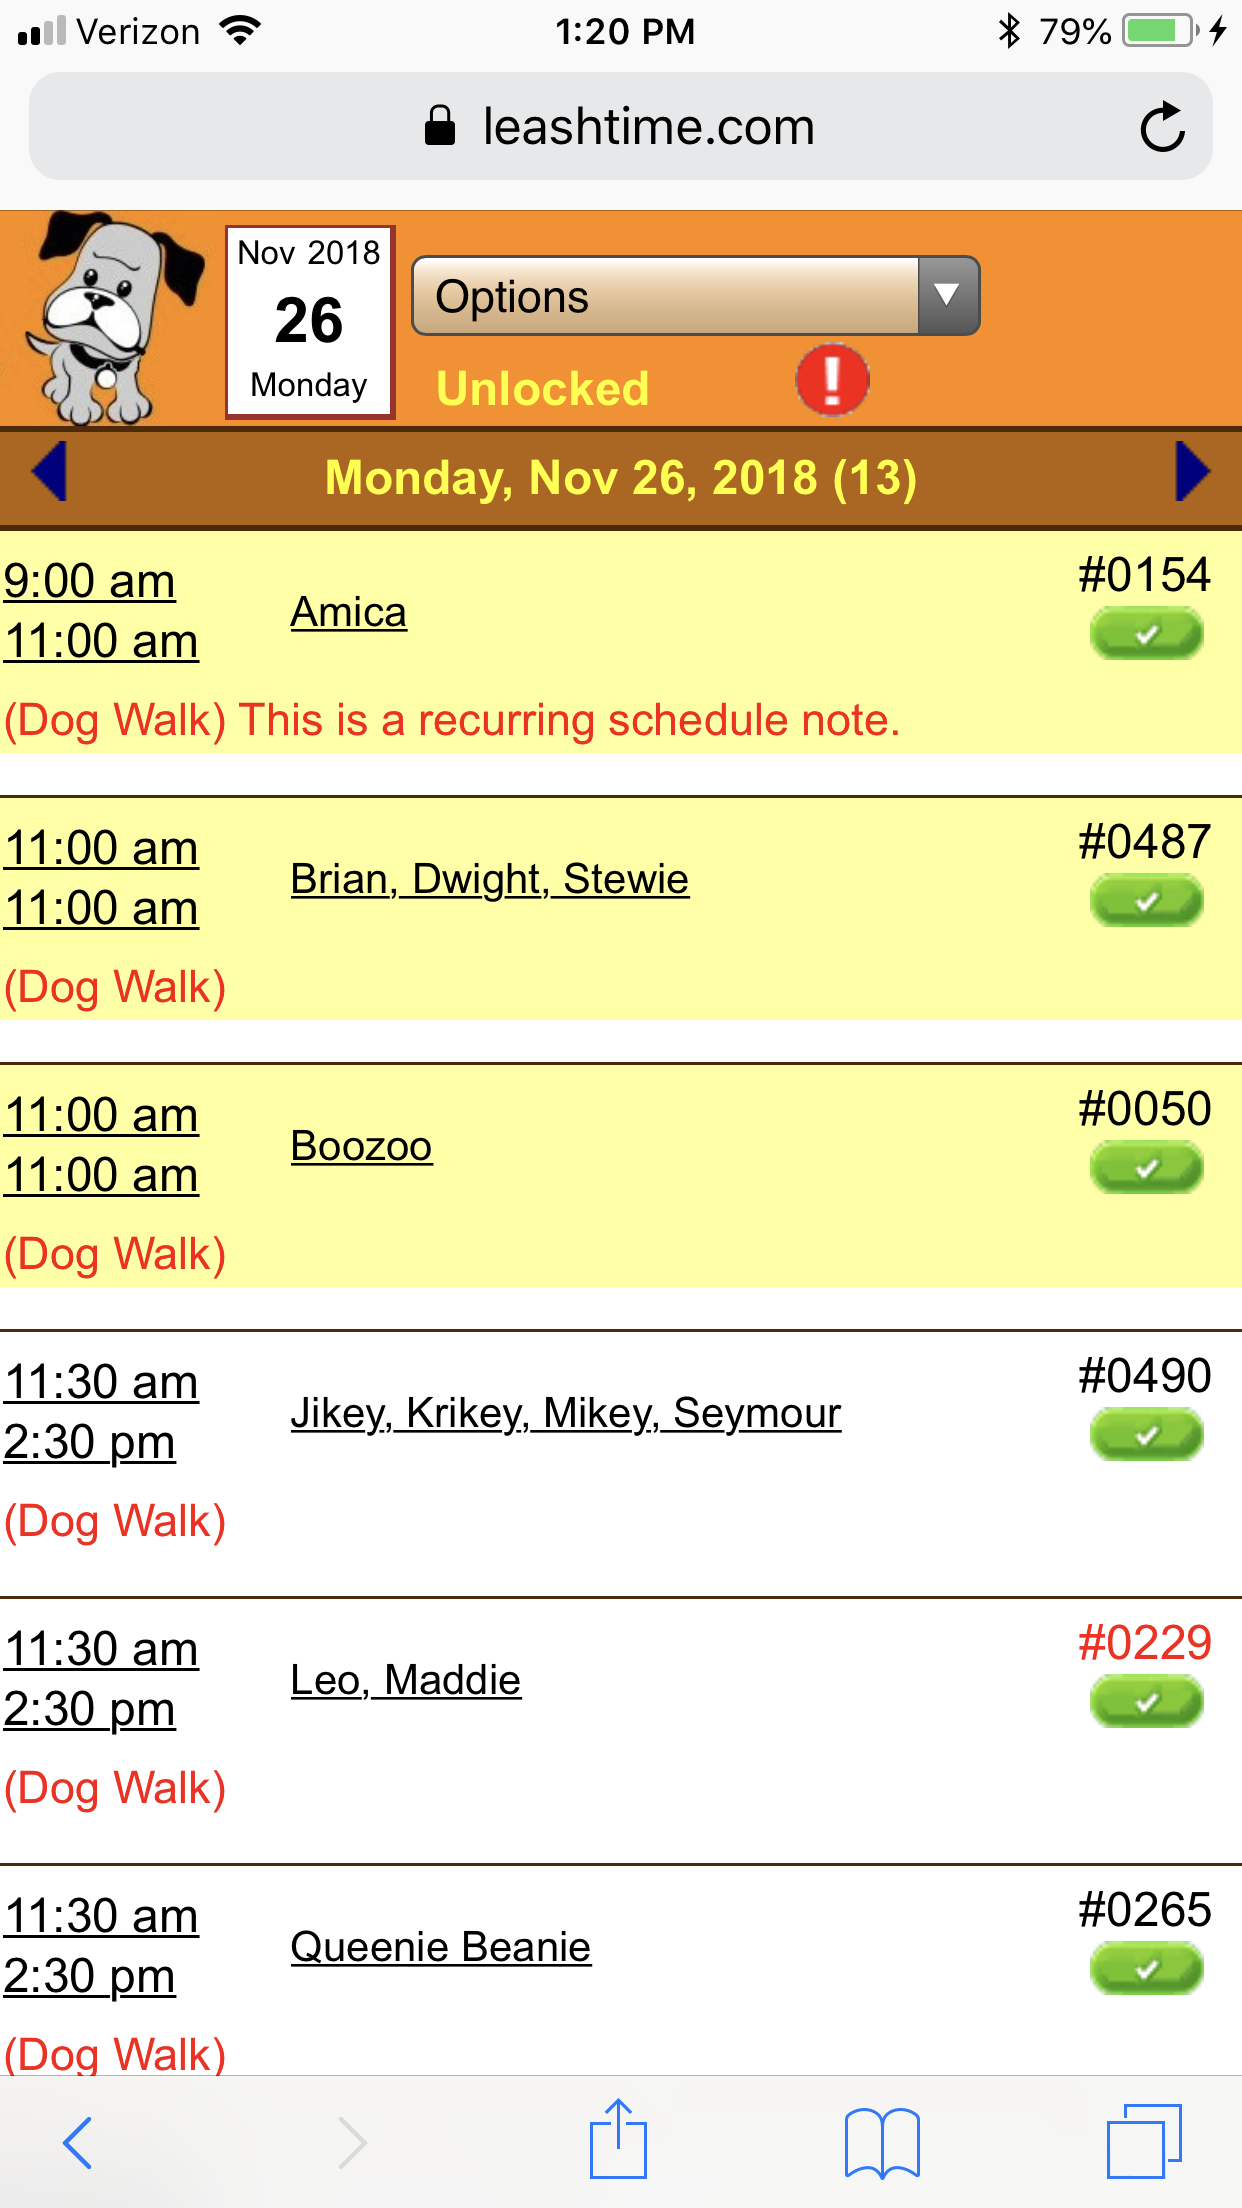 Verizon 1:20 PM 79%
leashtime.com
Nov 2018
26
Monday
Options
Unlocked
Monday, Nov 26, 2018 (13)
9:00 am
11:00 am
Amica
#0154
(Dog Walk) This is a recurring schedule note.
11:00 am
11:00 am
Brian, Dwight, Stewie
#0487
(Dog Walk)
11:00 am
11:00 am
Boozoo
#0050
(Dog Walk)
11:30 am
2:30 pm
Jikey, Krikey, Mikey, Seymour
#0490
(Dog Walk)
11:30 am
2:30 pm
Leo, Maddie
#0229
(Dog Walk)
11:30 am
2:30 pm
Queenie Beanie
#0265
(Dog Walk)